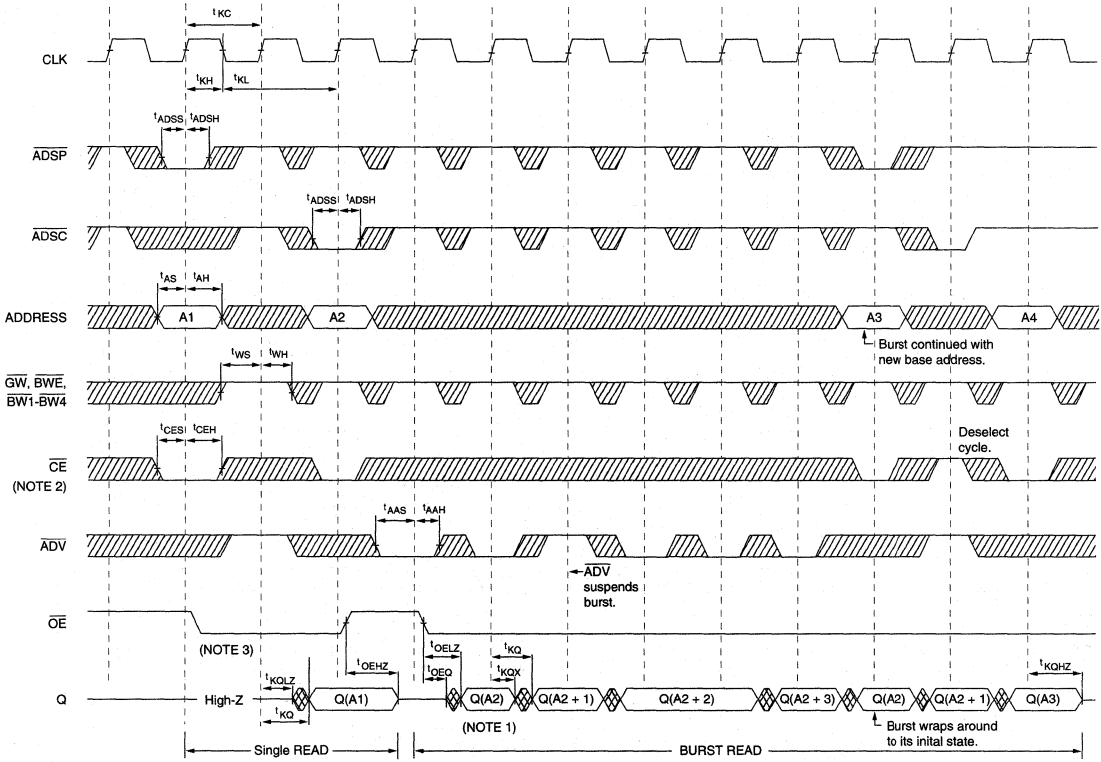 tKC
CLK
tKH tKL
tADSS tADSH
ADSP
tADSS tADSH
ADSC
tAS tAH
ADDRESS A1 A2 A3 A4
Burst continued with
new base address.
tWS tWH
GW, BWE,
BW1-BW4
tCES tCEH
Deselect
cycle.
CE
(NOTE 2)
tAAS tAAH
ADV
ADV
suspends
burst.
OE
(NOTE 3)
tOEHZ tOELZ tKQ
tOEQ tKQX
tKQLZ tKQHZ
Q High-Z Q(A1) Q(A2) Q(A2 + 1) Q(A2 + 2) Q(A2 + 3) Q(A2) Q(A2 + 1) Q(A3)
tKQ
(NOTE 1)
Burst wraps around
to its inital state.
Single READ BURST READ